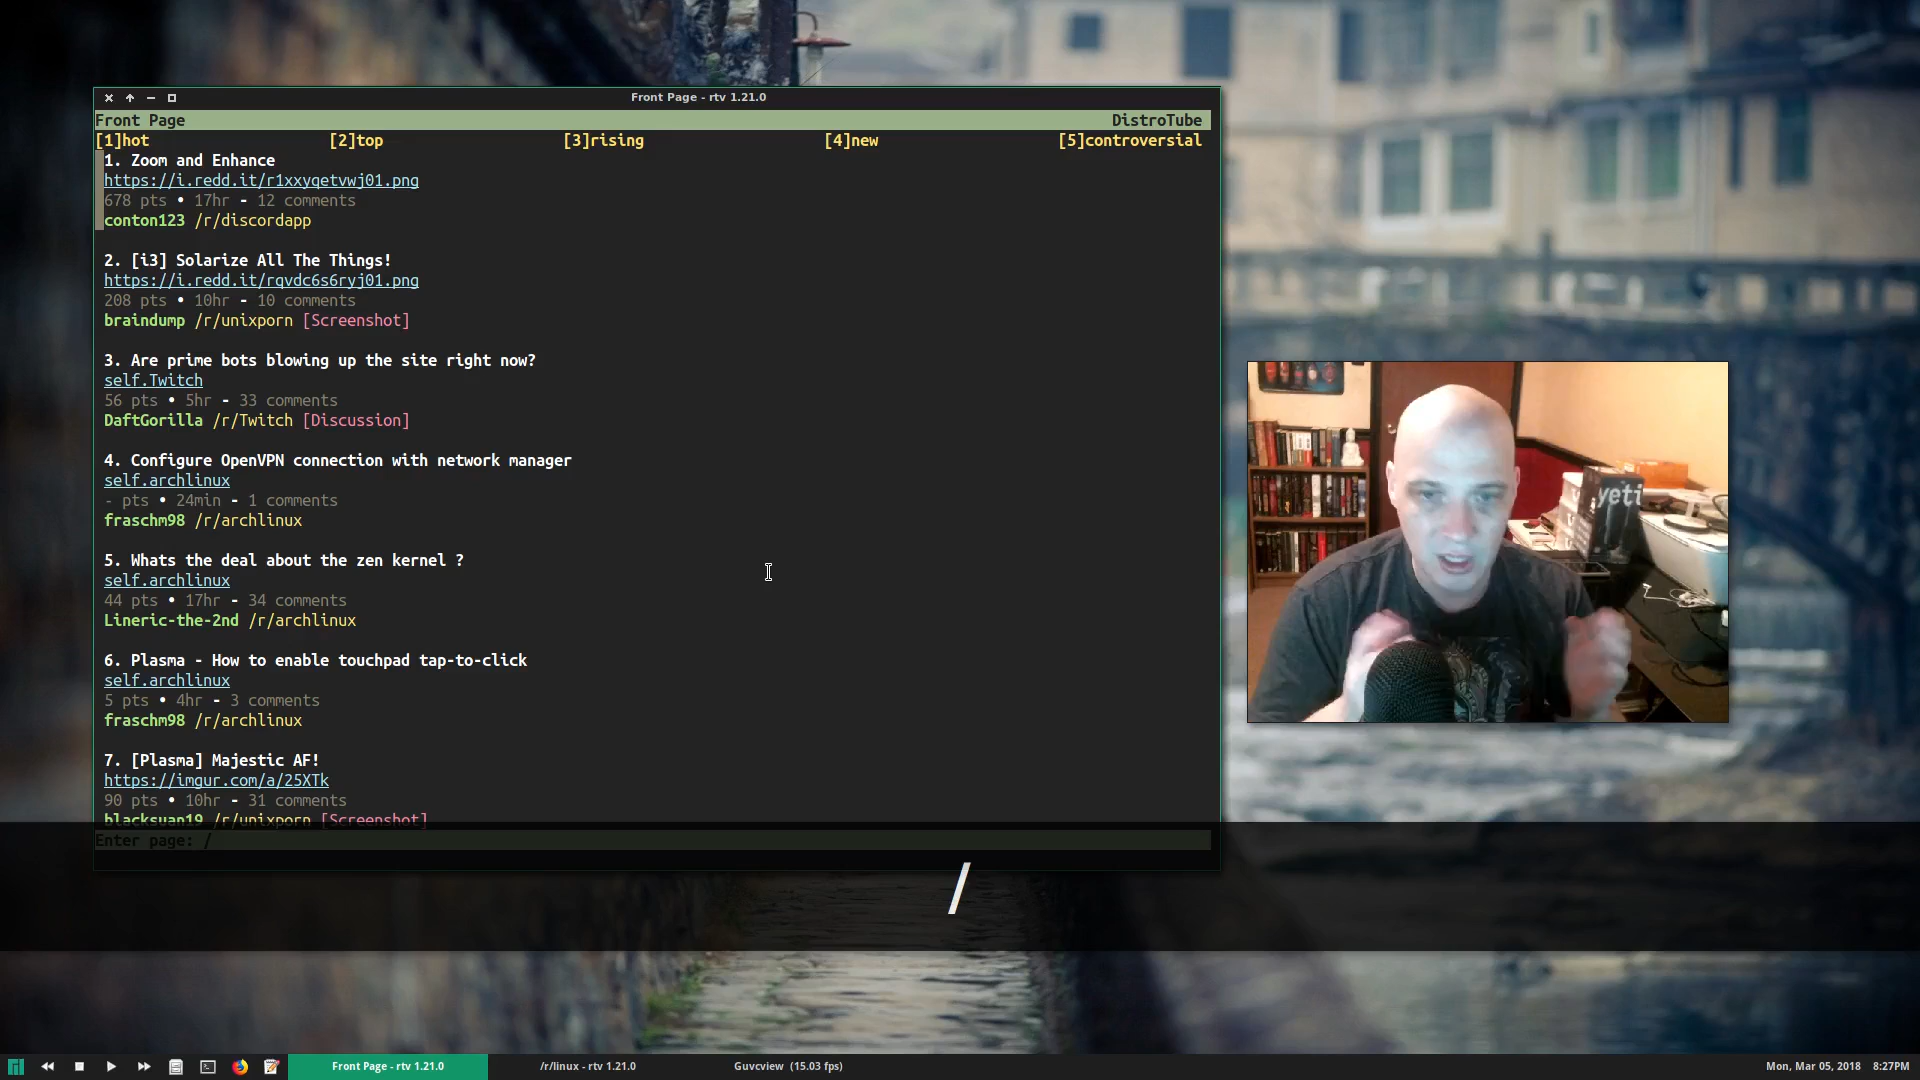 Front Page - rtv 1.21.0
Front Page DistroTube
[1]hot [2]top [3]rising [4]new [5]controversial
1. Zoom and Enhance
https://i.redd.it/r1xxyqetvwj01.png
678 pts • 17hr - 12 comments
conton123 /r/discordapp
2. [i3] Solarize All The Things!
https://i.redd.it/rqvdc6s6ryj01.png
208 pts • 10hr - 10 comments
braindump /r/unixporn [Screenshot]
3. Are prime bots blowing up the site right now?
self.Twitch
56 pts • 5hr - 33 comments
DaftGorilla /r/Twitch [Discussion]
4. Configure OpenVPN connection with network manager
self.archlinux
- pts • 24min - 1 comments
fraschm98 /r/archlinux
5. Whats the deal about the zen kernel ?
self.archlinux
44 pts • 17hr - 34 comments
Lineric-the-2nd /r/archlinux
6. Plasma - How to enable touchpad tap-to-click
self.archlinux
5 pts • 4hr - 3 comments
fraschm98 /r/archlinux
7. [Plasma] Majestic AF!
https://imgur.com/a/25XTk
90 pts • 10hr - 31 comments
blacksuan19 /r/unixporn [Screenshot]
Enter page: /
/
yeti
Front Page - rtv 1.21.0
/r/linux - rtv 1.21.0
Guvcview (15.03 fps)
Mon, Mar 05, 2018 8:27PM